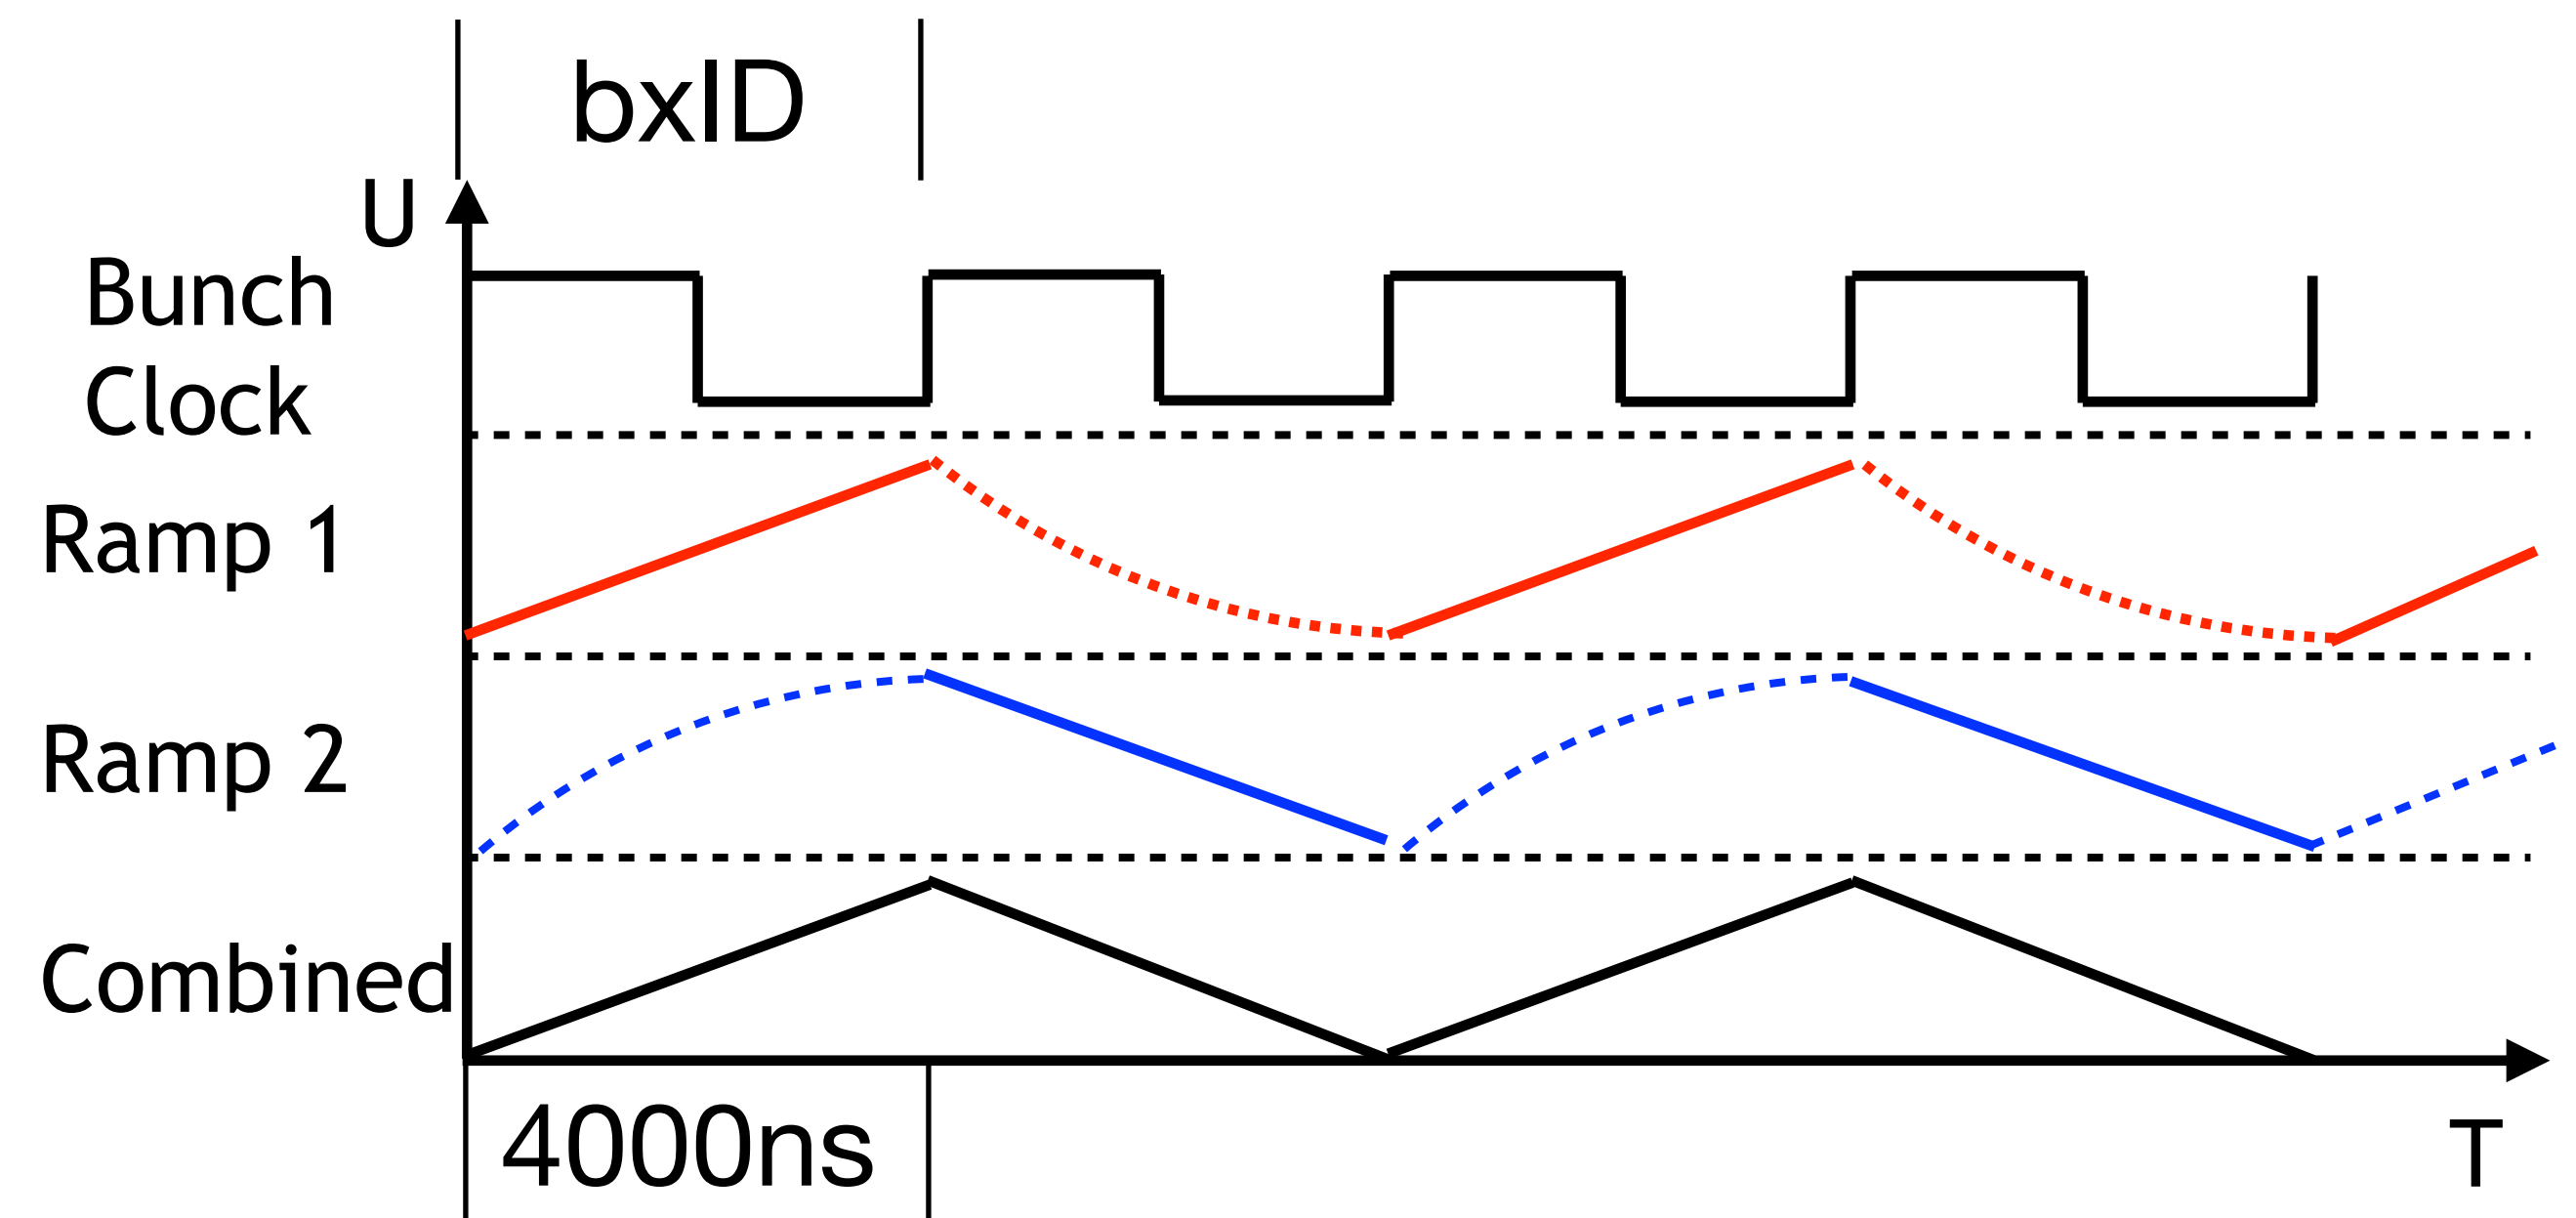 bxID
U
Bunch
Clock
Ramp 1
Ramp 2
Combined
4000ns
T